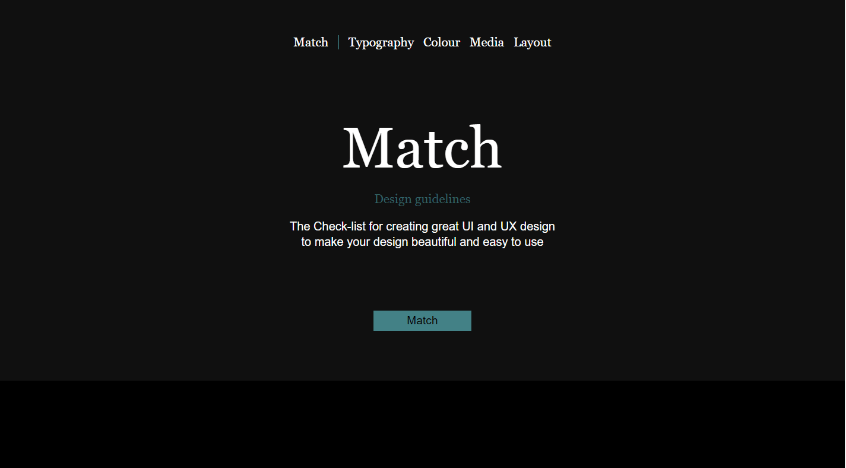 Match | Typography Colour Media Layout
Match
Design guidelines
The Check-list for creating great UI and UX design
to make your design beautiful and easy to use
Match